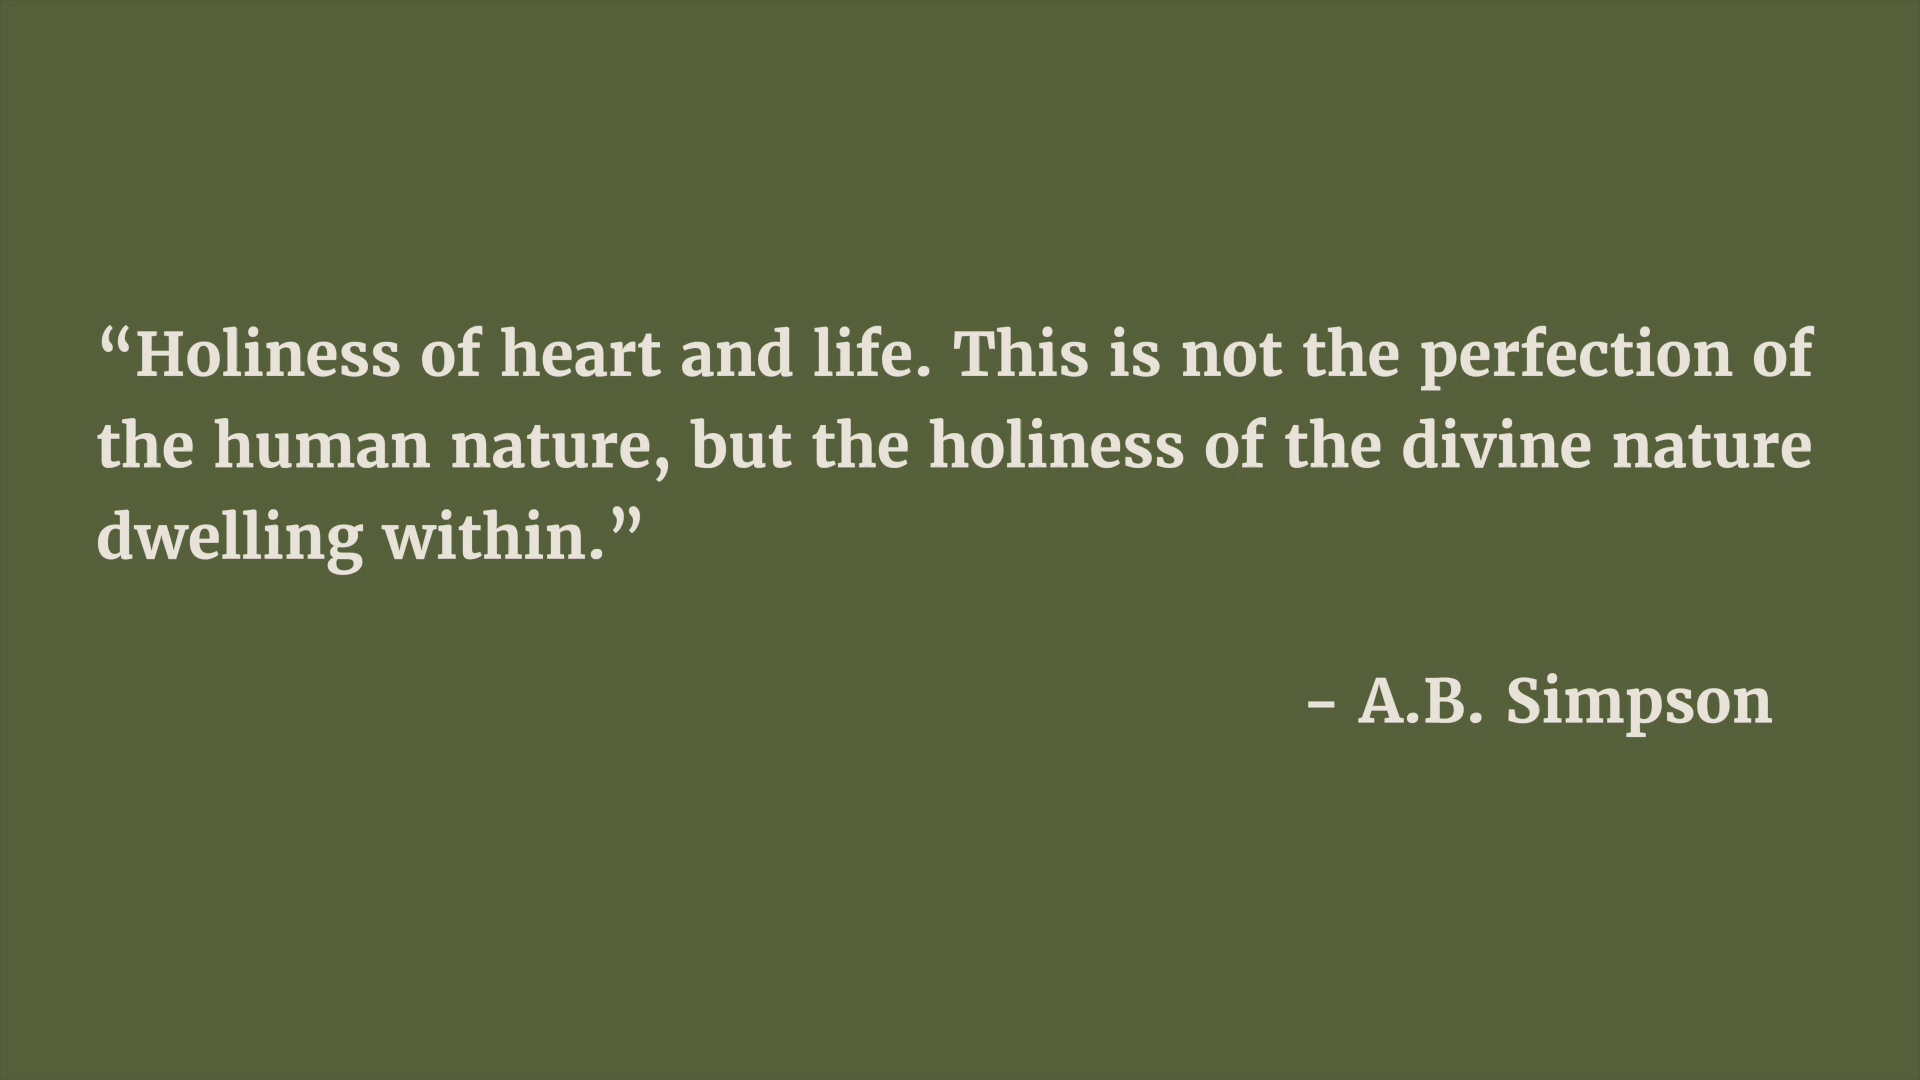 “Holiness of heart and life. This is not the perfection of
the human nature, but the holiness of the divine nature
dwelling within.”
– A.B. Simpson